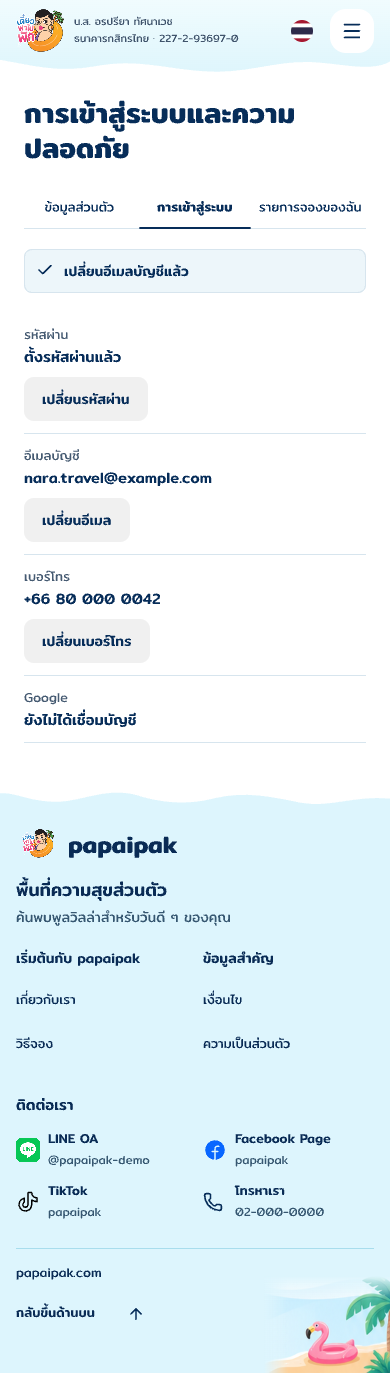 น.ส. อรปรียา ทัศนาเวช
ธนาคารกสิกรไทย · 227-2-93697-0
การเข้าสู่ระบบและความ
ปลอดภัย
ข้อมูลส่วนตัว
การเข้าสู่ระบบ
รายการจองของฉัน
เปลี่ยนอีเมลบัญชีแล้ว
รหัสผ่าน
ตั้งรหัสผ่านแล้ว
เปลี่ยนรหัสผ่าน
อีเมลบัญชี
nara.travel@example.com
เปลี่ยนอีเมล
เบอร์โทร
+66 80 000 0042
เปลี่ยนเบอร์โทร
Google
ยังไม่ได้เชื่อมบัญชี
papaipak
พื้นที่ความสุขส่วนตัว
ค้นพบพูลวิลล่าสำหรับวันดี ๆ ของคุณ
เริ่มต้นกับ papaipak
ข้อมูลสำคัญ
เกี่ยวกับเรา
เงื่อนไข
วิธีจอง
ความเป็นส่วนตัว
ติดต่อเรา
LINE OA
@papaipak-demo
Facebook Page
papaipak
TikTok
papaipak
โทรหาเรา
02-000-0000
papaipak.com
กลับขึ้นด้านบน